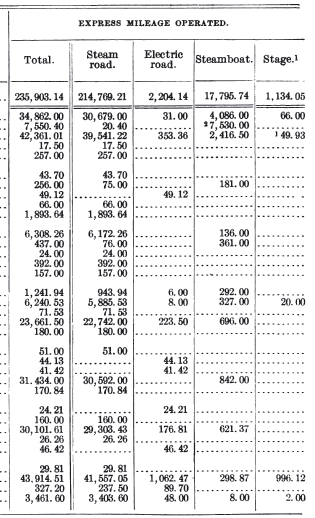 EXPRESS MILEAGE OPERATED.
Total. Steam road. Electric road. Steamboat. Stage.¹
235,903.14 214,769.21 2,204.14 17,795.74 1,134.05
34,862.00 30,679.00 31.00 4,086.00 66.00
7,550.40 20.40 ²7,530.00
42,361.01 39,541.22 353.36 2,416.50 ¹49.93
17.50 17.50
257.00 257.00
43.70 43.70
256.00 75.00 181.00
49.12 49.12
66.00 66.00
1,893.64 1,893.64
6,308.26 6,172.26 136.00
437.00 76.00 361.00
24.00 24.00
392.00 392.00
157.00 157.00
1,241.94 943.94 6.00 292.00
6,240.53 5,885.53 8.00 327.00 20.00
71.53 71.53
23,661.50 22,742.00 223.50 696.00
180.00 180.00
51.00 51.00
44.13 44.13
41.42 41.42
31.434.00 30,592.00 842.00
170.84 170.84
24.21 24.21
160.00 160.00
30,101.61 29,303.43 176.81 621.37
26.26 26.26
46.42 46.42
29.81 29.81
43,914.51 41,557.05 1,062.47 298.87 996.12
327.20 237.50 89.70
3,461.60 3,403.60 48.00 8.00 2.00